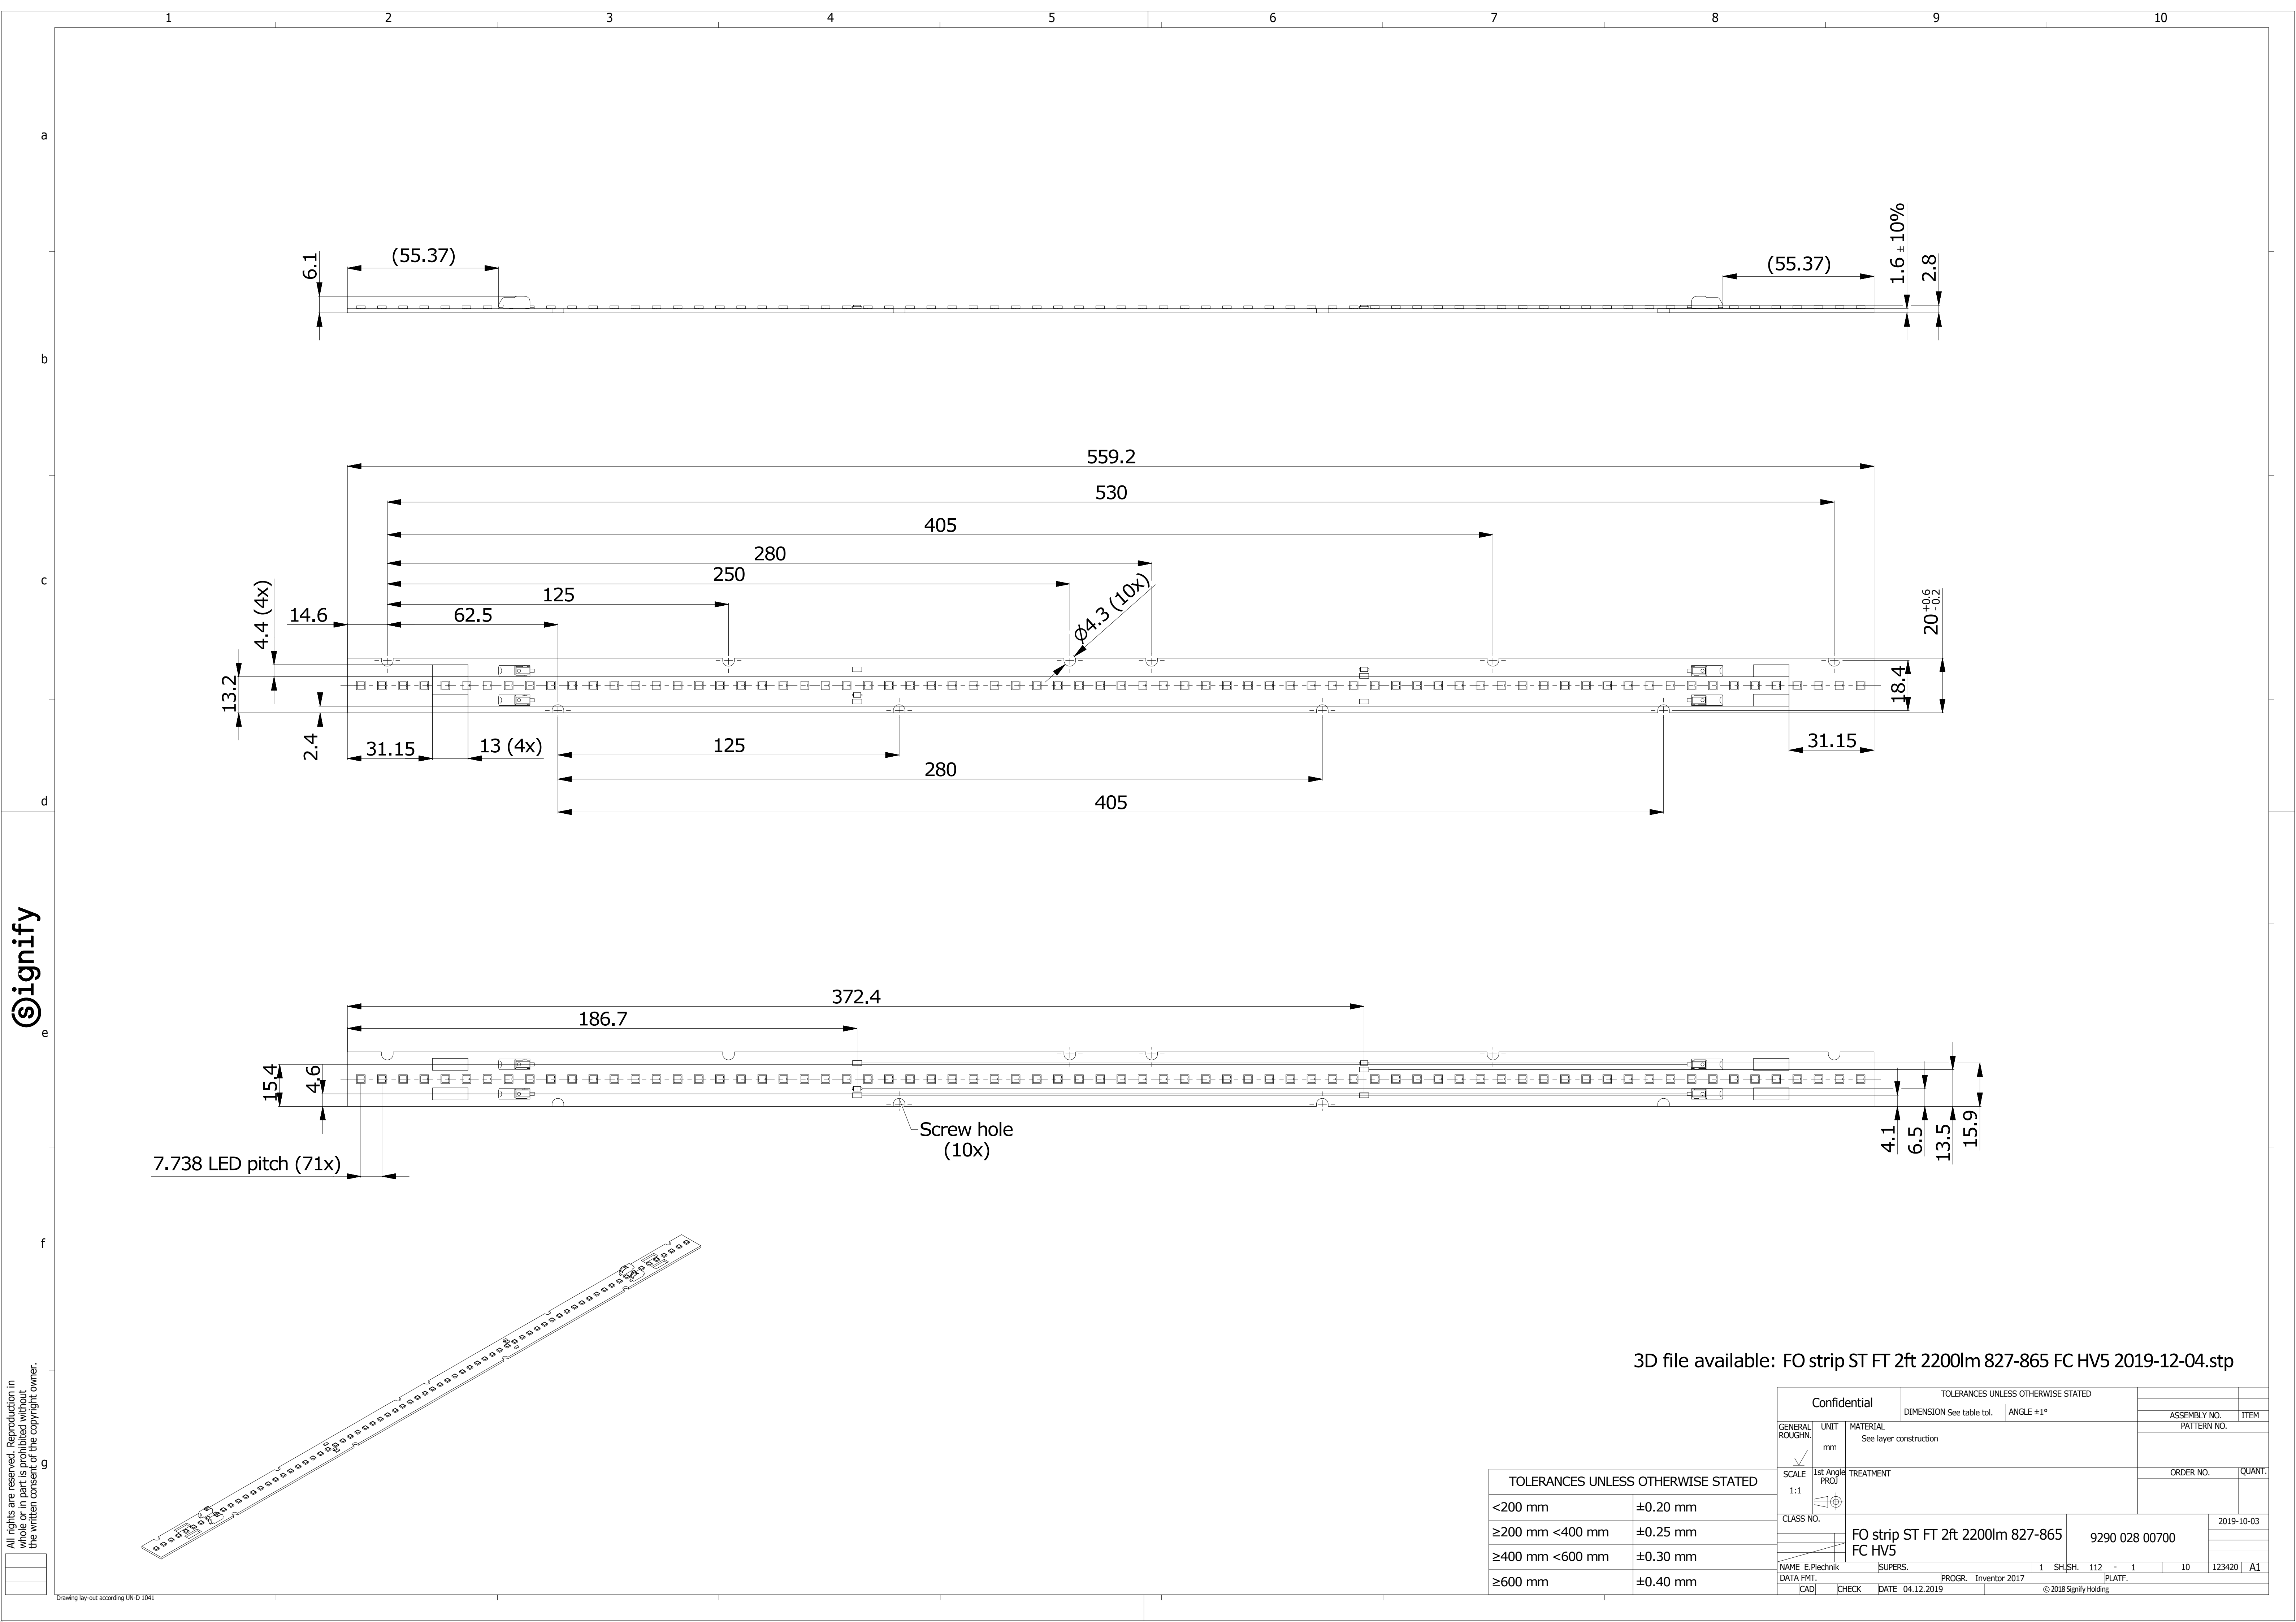 1 2 3 4 5 6 7 8 9 10
a
b
c
d
e
f
g
6.1
(55.37)
(55.37)
1.6 ± 10%
2.8
559.2
530
405
280
250
125
62.5
14.6
4.4 (4x)
Ø4.3 (10x)
20 +0.6 -0.2
13.2
18.4
2.4
31.15
13 (4x)
125
31.15
280
405
signify
372.4
186.7
15.4
4.6
Screw hole
(10x)
4.1
6.5
13.5
15.9
7.738 LED pitch (71x)
3D file available: FO strip ST FT 2ft 2200lm 827-865 FC HV5 2019-12-04.stp
All rights are reserved. Reproduction in
whole or in part is prohibited without
the written consent of the copyright owner.
TOLERANCES UNLESS OTHERWISE STATED
<200 mm ±0.20 mm
≥200 mm <400 mm ±0.25 mm
≥400 mm <600 mm ±0.30 mm
≥600 mm ±0.40 mm
Confidential
TOLERANCES UNLESS OTHERWISE STATED
DIMENSION See table tol. ANGLE ±1°
ASSEMBLY NO. ITEM
GENERAL
ROUGHN.
UNIT
mm
MATERIAL
See layer construction
PATTERN NO.
SCALE
1:1
1st Angle
PROJ
TREATMENT
ORDER NO. QUANT.
CLASS NO.
FO strip ST FT 2ft 2200lm 827-865
FC HV5
9290 028 00700
2019-10-03
NAME E.Piechnik SUPERS. 1 SH.SH. 112 - 1 10 123420 A1
DATA FMT. PROGR. Inventor 2017 PLATF.
CAD CHECK DATE 04.12.2019 © 2018 Signify Holding
Drawing lay-out according UN-D 1041